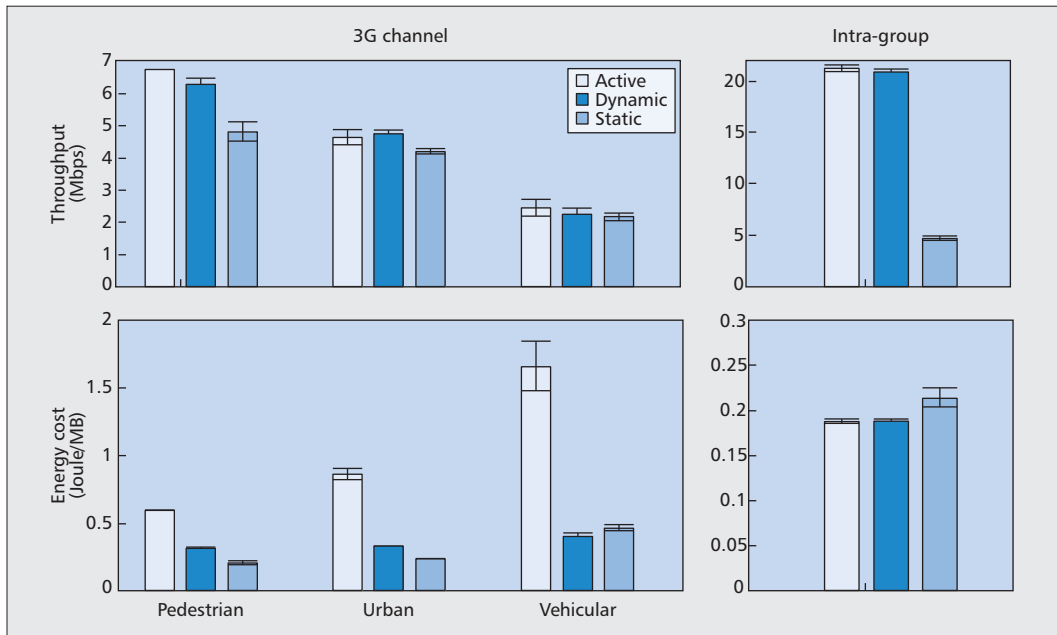 3G channel
Intra-group
Throughput
(Mbps)
7
6
5
4
3
2
1
0
Active
Dynamic
Static
20
15
10
5
0
Energy cost
(Joule/MB)
2
1.5
1
0.5
0
0.3
0.25
0.2
0.15
0.1
0.05
0
Pedestrian
Urban
Vehicular